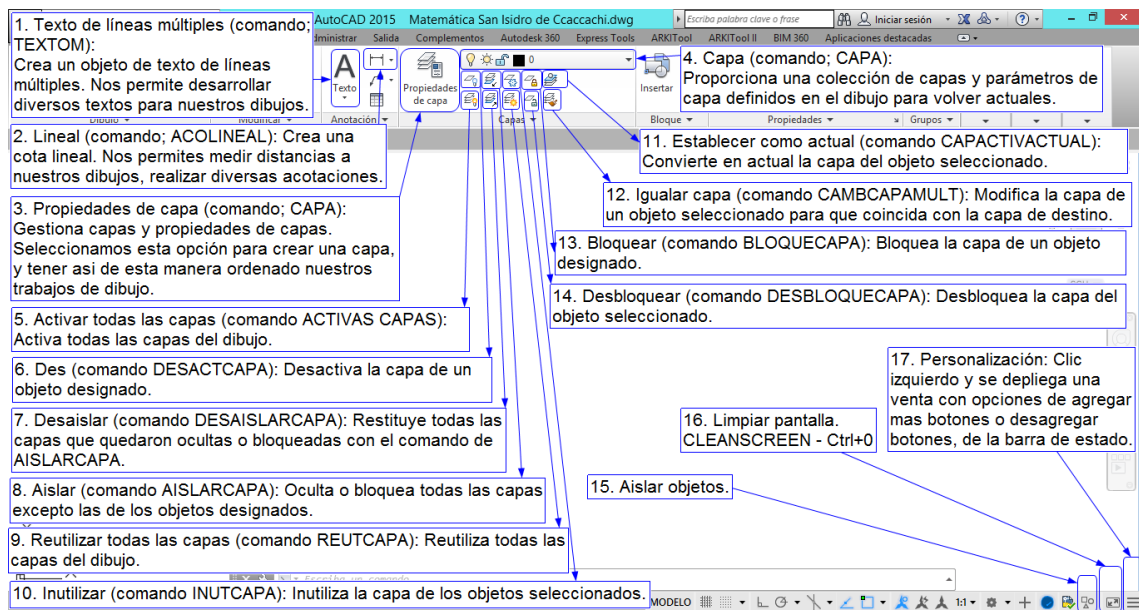 1. Texto de líneas múltiples (comando;
TEXTOM):
Crea un objeto de texto de líneas
múltiples. Nos permite desarrollar
diversos textos para nuestros dibujos.
AutoCAD 2015 Matemática San Isidro de Ccaccachi.dwg
Escriba palabra clave o frase
Iniciar sesión
Salida Complementos Autodesk 360 Express Tools ARKITool ARKITool II BIM 360 Aplicaciones destacadas
Texto
Propiedades
de capa
0
Insertar
4. Capa (comando; CAPA):
Proporciona una colección de capas y parámetros de
capa definidos en el dibujo para volver actuales.
Dibujo Modificar Anotación Capas Bloque Propiedades Grupos
2. Lineal (comando; ACOLINEAL): Crea una
cota lineal. Nos permites medir distancias a
nuestros dibujos, realizar diversas acotaciones.
11. Establecer como actual (comando CAPACTIVACTUAL):
Convierte en actual la capa del objeto seleccionado.
3. Propiedades de capa (comando; CAPA):
Gestiona capas y propiedades de capas.
Seleccionamos esta opción para crear una capa,
y tener asi de esta manera ordenado nuestros
trabajos de dibujo.
12. Igualar capa (comando CAMBCAPAMULT): Modifica la capa de
un objeto seleccionado para que coincida con la capa de destino.
13. Bloquear (comando BLOQUECAPA): Bloquea la capa de un objeto
designado.
14. Desbloquear (comando DESBLOQUECAPA): Desbloquea la capa del
objeto seleccionado.
5. Activar todas las capas (comando ACTIVAS CAPAS):
Activa todas las capas del dibujo.
6. Des (comando DESACTCAPA): Desactiva la capa de un
objeto designado.
17. Personalización: Clic
izquierdo y se depliega una
venta con opciones de agregar
mas botones o desagregar
botones, de la barra de estado.
7. Desaislar (comando DESAISLARCAPA): Restituye todas las
capas que quedaron ocultas o bloqueadas con el comando de
AISLARCAPA.
16. Limpiar pantalla.
CLEANSCREEN - Ctrl+0
8. Aislar (comando AISLARCAPA): Oculta o bloquea todas las capas
excepto las de los objetos designados.
15. Aislar objetos.
9. Reutilizar todas las capas (comando REUTCAPA): Reutiliza todas las
capas del dibujo.
Escriba un comando
10. Inutilizar (comando INUTCAPA): Inutiliza la capa de los objetos seleccionados.
MODELO
1:1